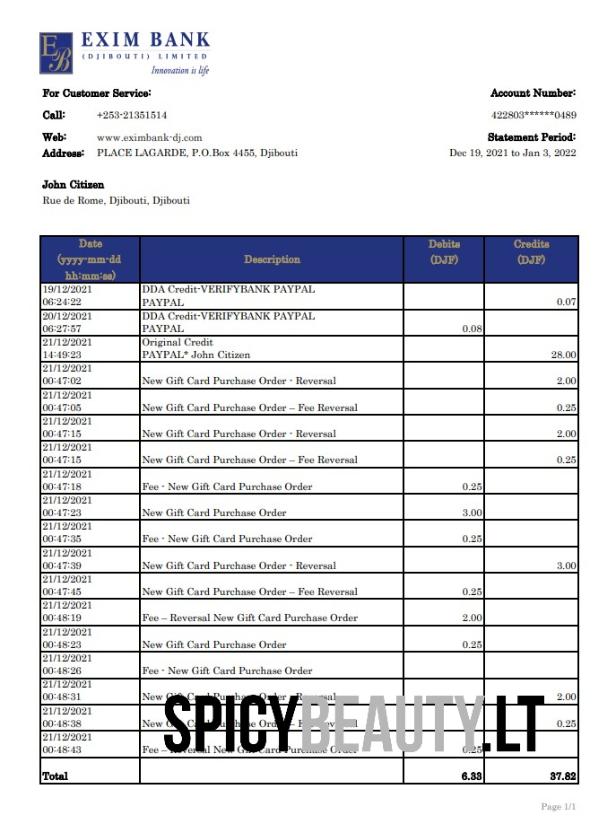 EXIM BANK
(DJIBOUTI) LIMITED
Innovation is life
For Customer Service:
Account Number:
Call: +253-21351514
422803******0489
Web: www.eximbank-dj.com
Statement Period:
Address: PLACE LAGARDE, P.O.Box 4455, Djibouti
Dec 19, 2021 to Jan 3, 2022
John Citizen
Rue de Rome, Djibouti, Djibouti
Date (yyyy-mm-dd hh:mm:ss) Description Debits (DJF) Credits (DJF)
19/12/2021 DDA Credit-VERIFYBANK PAYPAL
06:24:22 PAYPAL 0.07
20/12/2021 DDA Credit-VERIFYBANK PAYPAL
06:27:57 PAYPAL 0.08
21/12/2021 Original Credit
14:49:23 PAYPAL* John Citizen 28.00
21/12/2021
00:47:02 New Gift Card Purchase Order - Reversal 2.00
21/12/2021
00:47:05 New Gift Card Purchase Order – Fee Reversal 0.25
21/12/2021
00:47:15 New Gift Card Purchase Order - Reversal 2.00
21/12/2021
00:47:15 New Gift Card Purchase Order – Fee Reversal 0.25
21/12/2021
00:47:18 Fee - New Gift Card Purchase Order 0.25
21/12/2021
00:47:23 New Gift Card Purchase Order 3.00
21/12/2021
00:47:35 Fee - New Gift Card Purchase Order 0.25
21/12/2021
00:47:39 New Gift Card Purchase Order - Reversal 3.00
21/12/2021
00:47:45 New Gift Card Purchase Order – Fee Reversal 0.25
21/12/2021
00:48:19 Fee – Reversal New Gift Card Purchase Order 2.00
21/12/2021
00:48:23 New Gift Card Purchase Order 0.25
21/12/2021
00:48:26 Fee - New Gift Card Purchase Order
21/12/2021
00:48:31 New Gift Card Purchase Order - Reversal 2.00
21/12/2021
00:48:38 New Gift Card Purchase Order – Fee Reversal 0.25
21/12/2021
00:48:43 Fee – Reversal New Gift Card Purchase Order 0.25
SPICYBEAUTY.LT
Total 6.33 37.82
Page 1/1